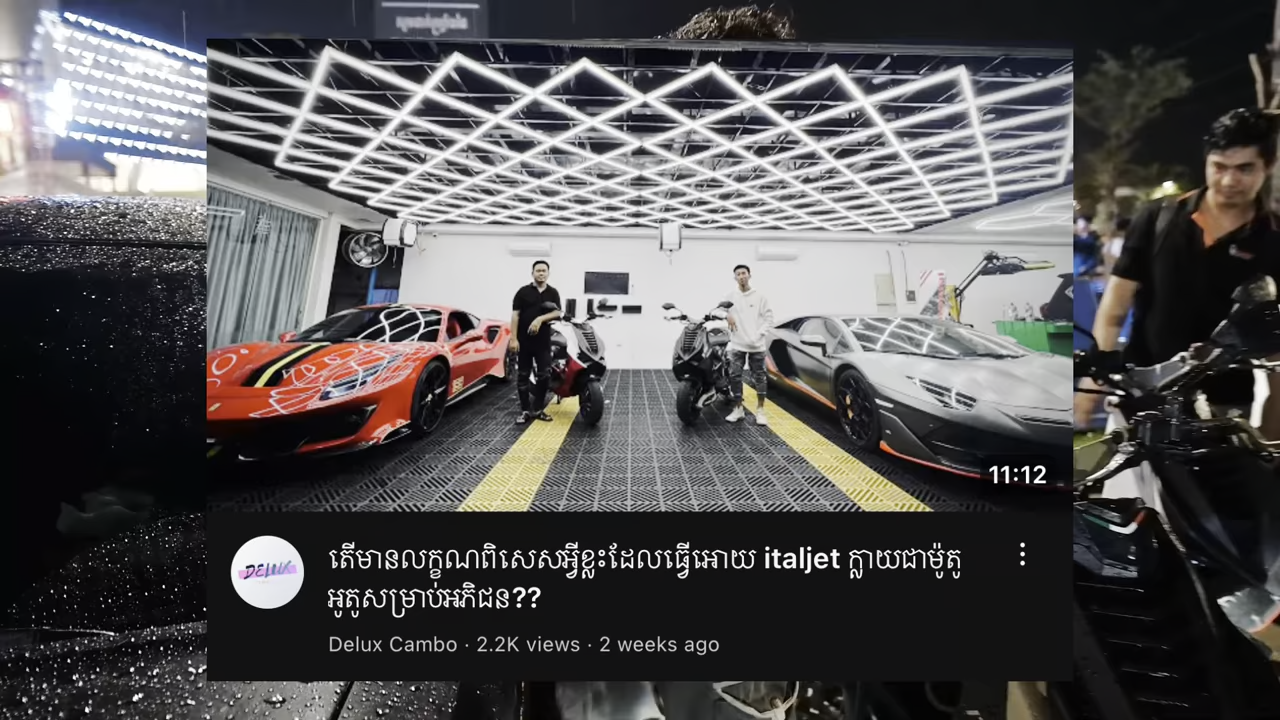 11:12
DELUX
តើមានលក្ខណពិសេសអ្វីខ្លះដែលធ្វើអោយ italjet ក្លាយជាម៉ូតូ
អូតូសម្រាប់អភិជន??
Delux Cambo · 2.2K views · 2 weeks ago